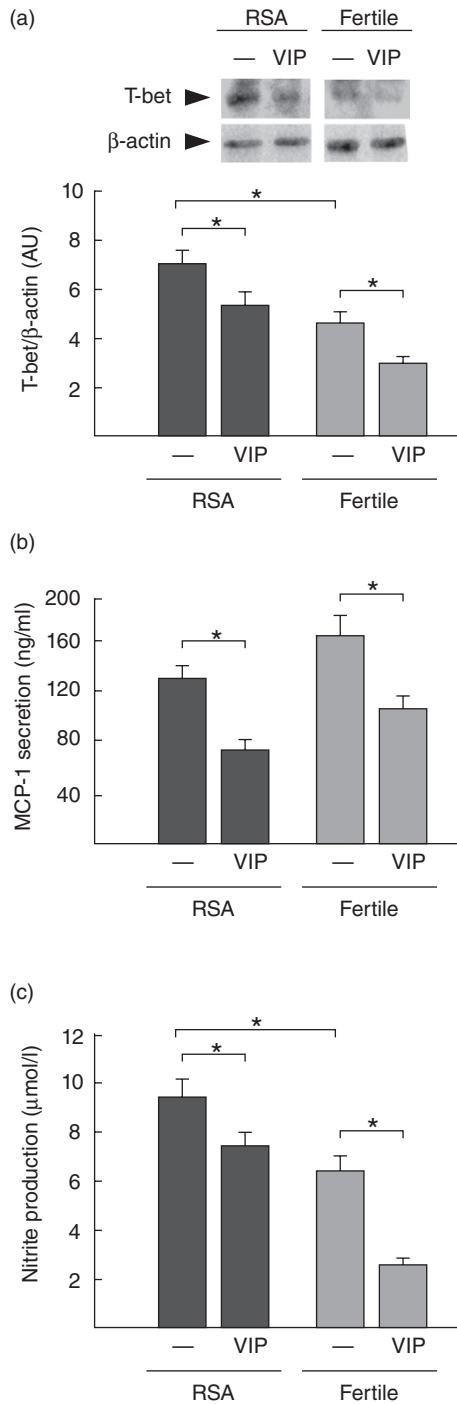 (a)
RSA Fertile
— VIP — VIP
T-bet
β-actin
10
8
6
4
2
T-bet/β-actin (AU)
*
*
*
— VIP — VIP
RSA Fertile
(b)
200
160
120
80
40
MCP-1 secretion (ng/ml)
*
*
— VIP — VIP
RSA Fertile
(c)
12
10
8
6
4
2
Nitrite production (μmol/l)
*
*
*
— VIP — VIP
RSA Fertile